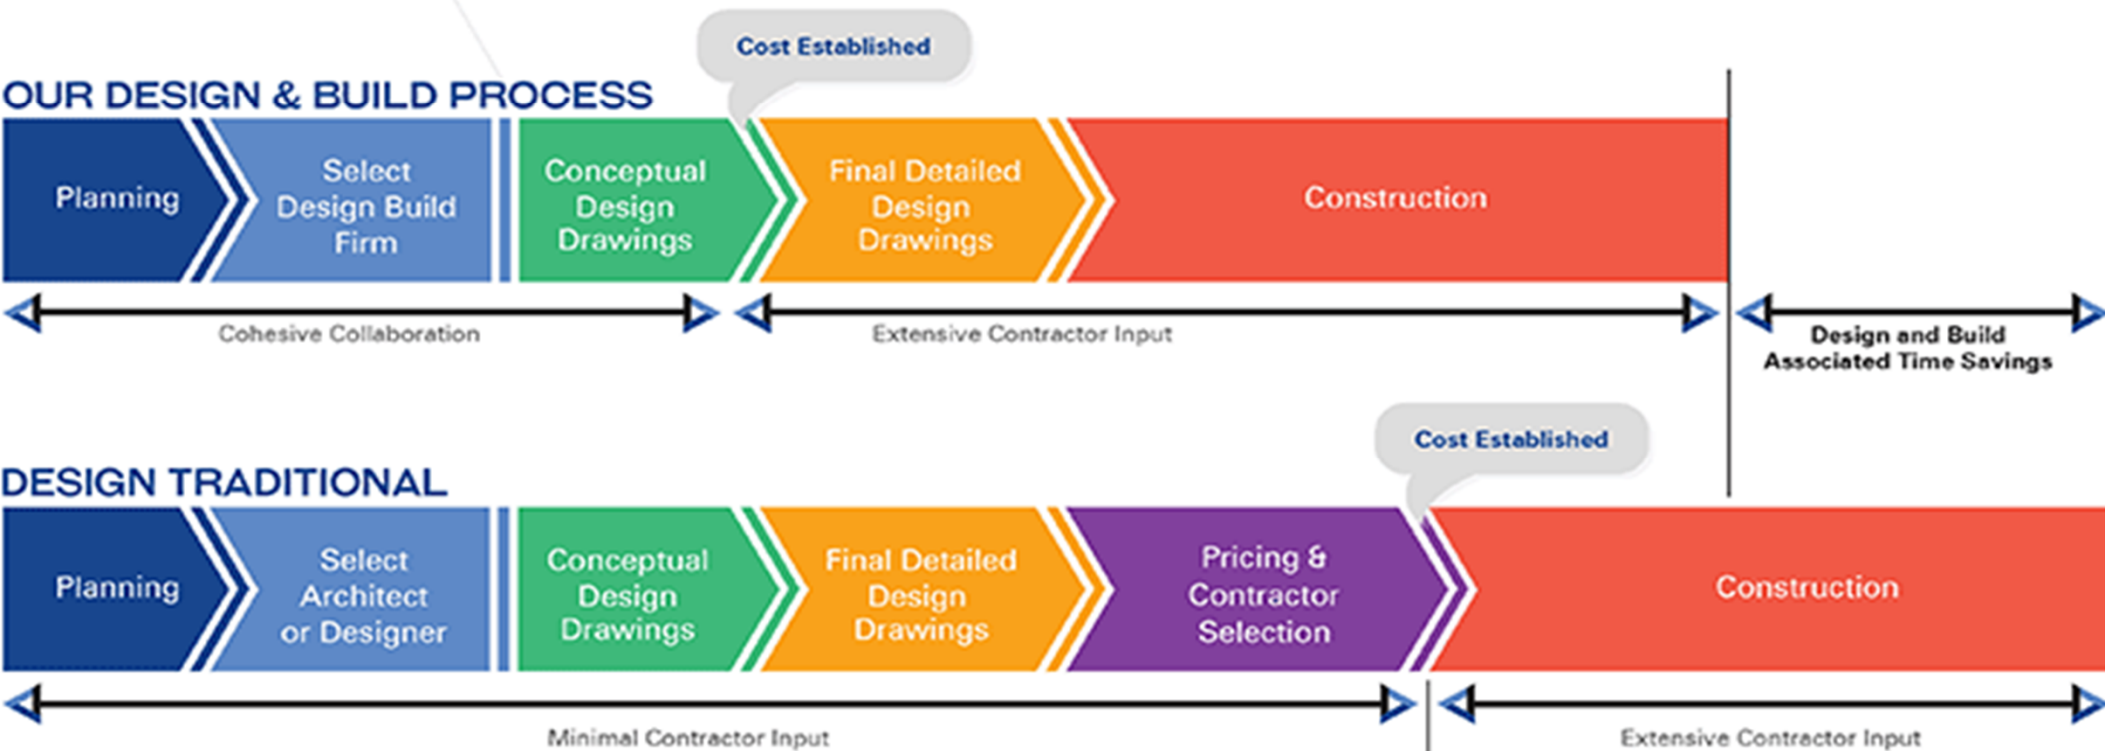 Cost Established
OUR DESIGN & BUILD PROCESS
Planning
Select
Design Build
Firm
Conceptual
Design
Drawings
Final Detailed
Design
Drawings
Construction
Cohesive Collaboration
Extensive Contractor Input
Design and Build
Associated Time Savings
Cost Established
DESIGN TRADITIONAL
Planning
Select
Architect
or Designer
Conceptual
Design
Drawings
Final Detailed
Design
Drawings
Pricing &
Contractor
Selection
Construction
Minimal Contractor Input
Extensive Contractor Input